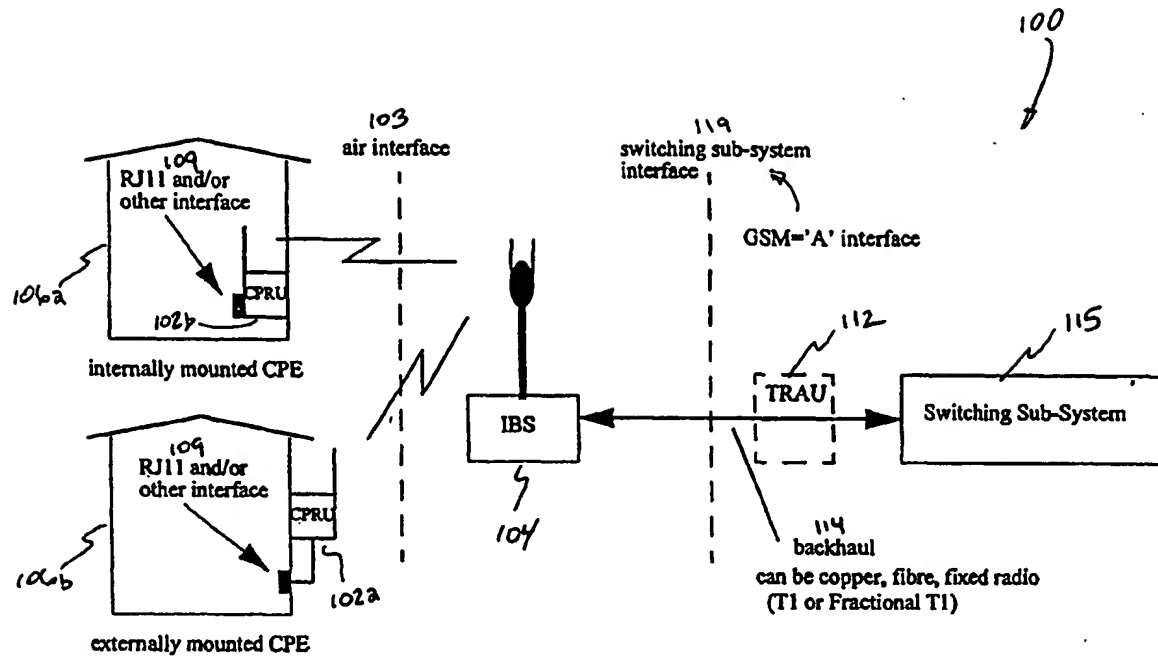 100
103
air interface
119
switching sub-system
interface
GSM='A' interface
109
RJ11 and/or
other interface
CPRU
106a
102b
internally mounted CPE
112
115
TRAU
IBS
Switching Sub-System
109
RJ11 and/or
other interface
CPRU
104
114
backhaul
can be copper, fibre, fixed radio
(T1 or Fractional T1)
106b
102a
externally mounted CPE